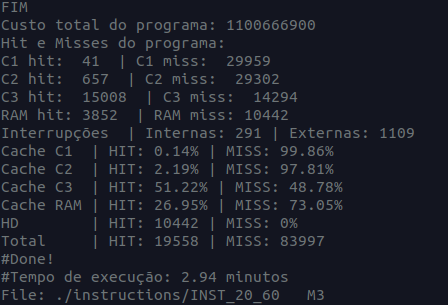 FIM
Custo total do programa: 1100666900
Hit e Misses do programa:
C1 hit:  41  | C1 miss:  29959
C2 hit:  657  | C2 miss:  29302
C3 hit:  15008  | C3 miss:  14294
RAM hit: 3852  | RAM miss: 10442
Interrupções  | Internas: 291 | Externas: 1109
Cache C1  | HIT: 0.14% | MISS: 99.86%
Cache C2  | HIT: 2.19% | MISS: 97.81%
Cache C3  | HIT: 51.22% | MISS: 48.78%
Cache RAM | HIT: 26.95% | MISS: 73.05%
HD        | HIT: 10442 | MISS: 0%
Total     | HIT: 19558 | MISS: 83997
#Done!
#Tempo de execução: 2.94 minutos
File: ./instructions/INST_20_60   M3